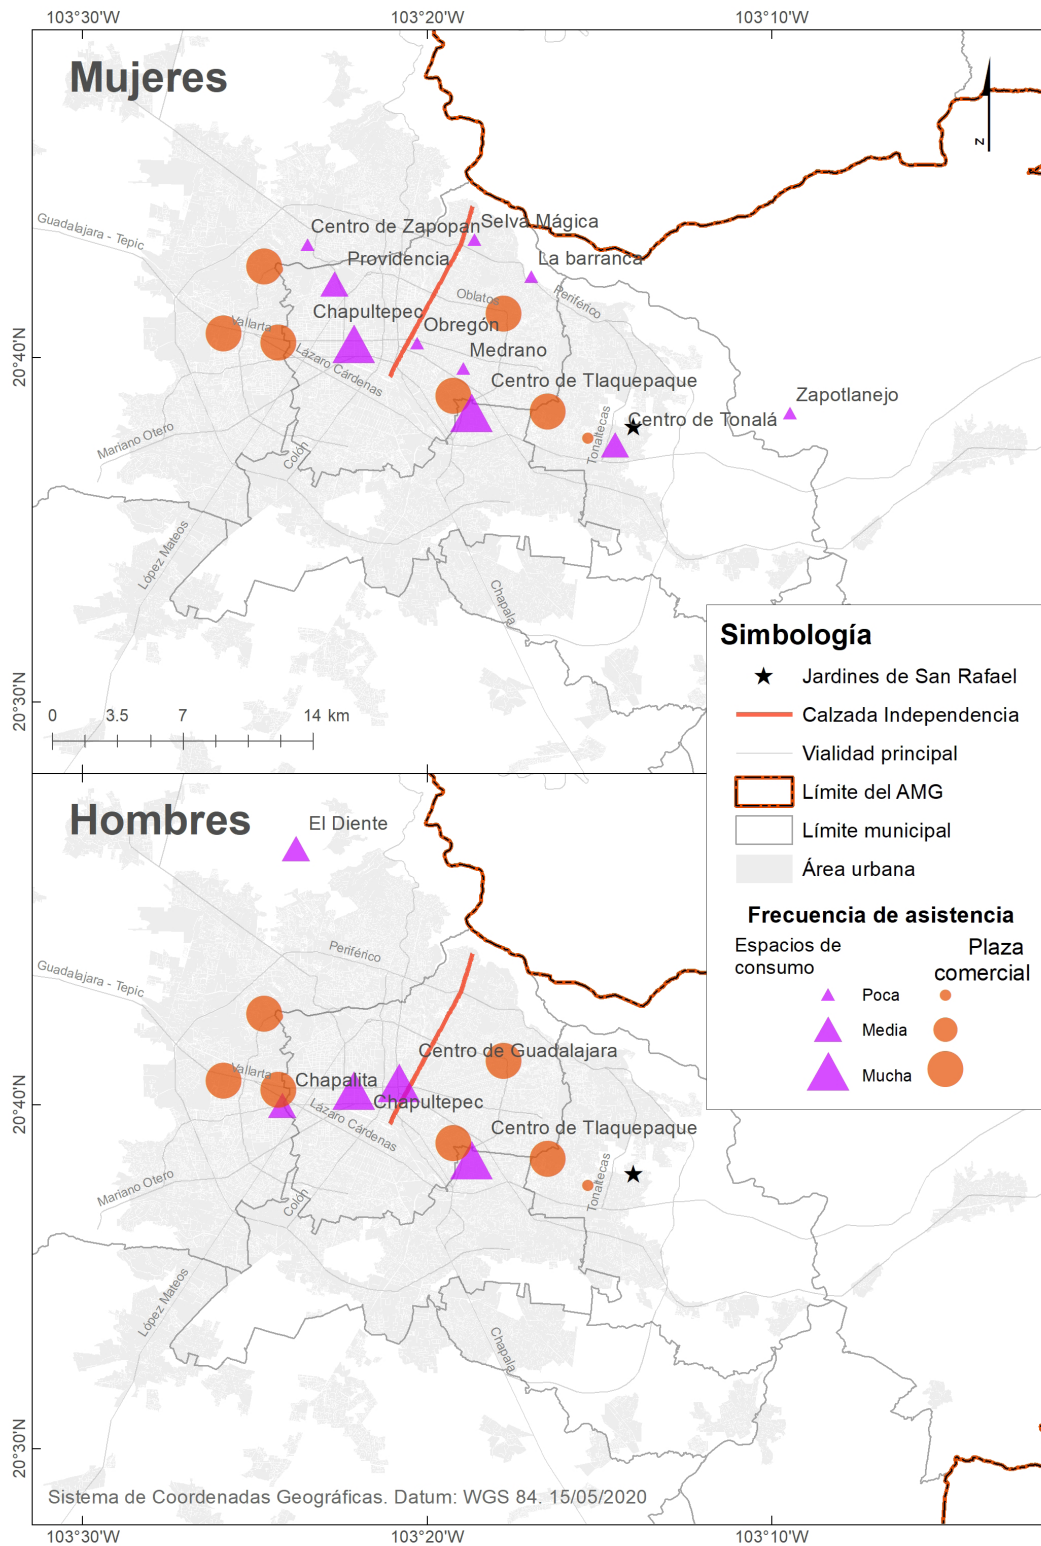 103°30'W 103°20'W 103°10'W
Mujeres
z
Guadalajara - Tepic
Centro de Zapopan
Selva Mágica
Providencia
La barranca
Oblatos
Periférico
Chapultepec
Vallarta
Obregón
20°40'N
Lázaro Cárdenas
Medrano
Centro de Tlaquepaque
Zapotlanejo
Centro de Tonalá
Tonaltecas
Mariano Otero
Colón
López Mateos
Chapala
20°30'N
0 3.5 7 14 km
Simbología
Jardines de San Rafael
Calzada Independencia
Vialidad principal
Límite del AMG
Límite municipal
Área urbana
Frecuencia de asistencia
Espacios de
consumo
Plaza
comercial
Poca
Media
Mucha
Hombres
El Diente
Periférico
Guadalajara - Tepic
Centro de Guadalajara
Vallarta
Chapalita
Chapultepec
20°40'N
Lázaro Cárdenas
Centro de Tlaquepaque
Tonaltecas
Mariano Otero
Colón
López Mateos
Chapala
20°30'N
Sistema de Coordenadas Geográficas. Datum: WGS 84. 15/05/2020
103°30'W 103°20'W 103°10'W